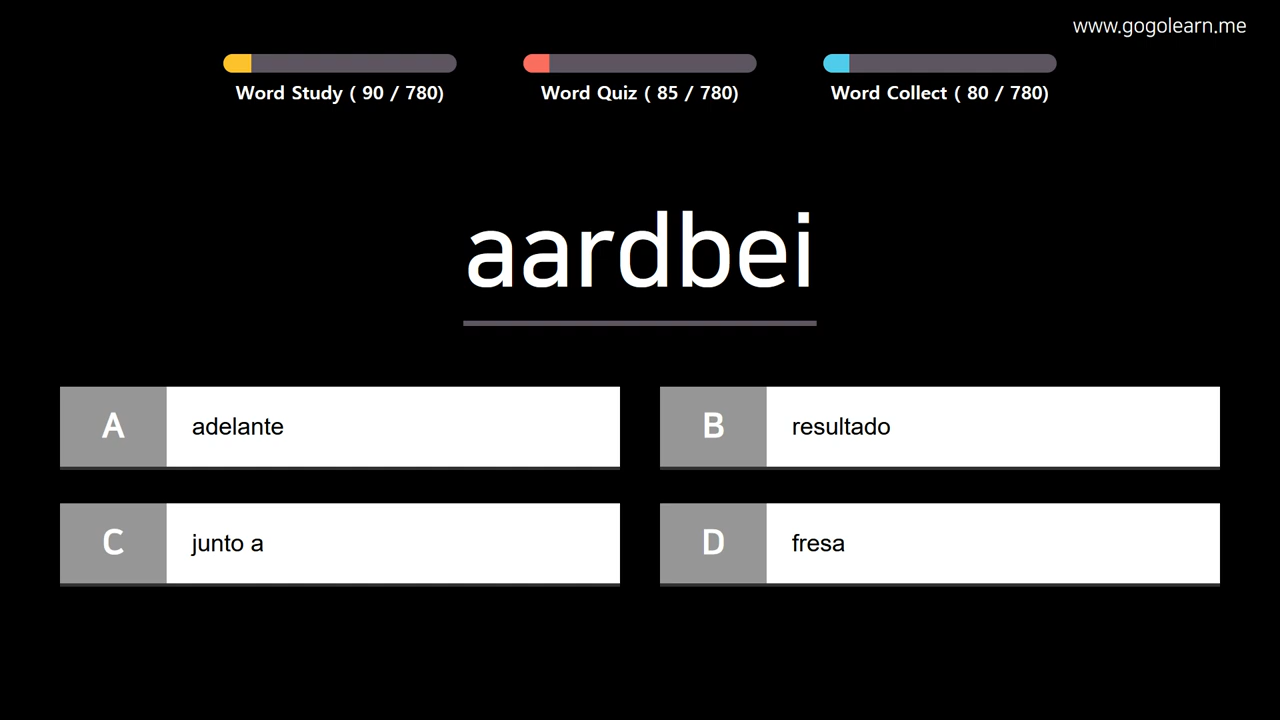 www.gogolearn.me
Word Study ( 90 / 780)
Word Quiz ( 85 / 780)
Word Collect ( 80 / 780)
aardbei
A adelante
B resultado
C junto a
D fresa